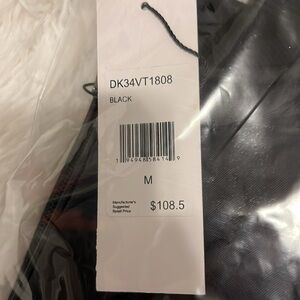 DK34VT1808
BLACK
M
Manufacturer's
Suggested
Retail Price
$108.5